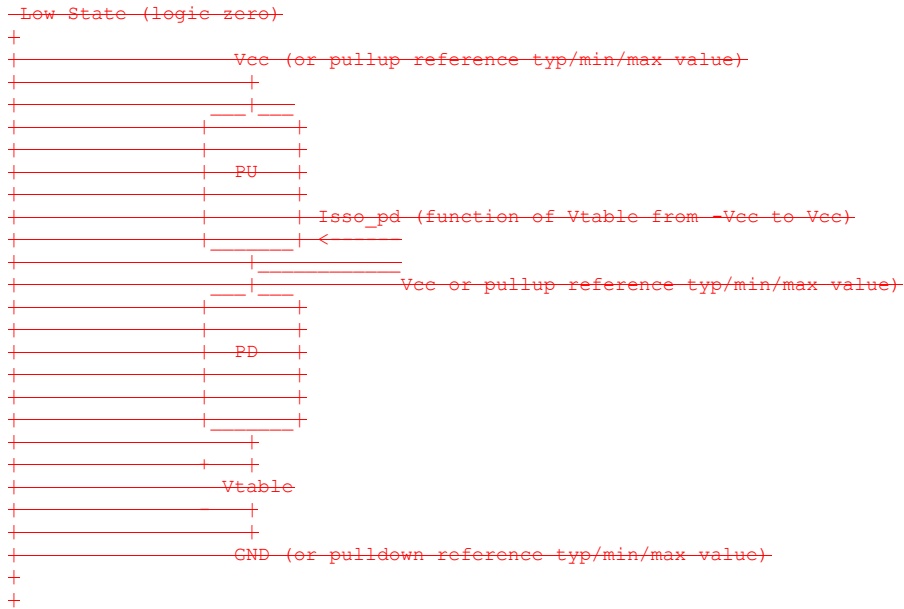 Low State (logic zero)
|
|                  Vcc (or pullup reference typ/min/max value)
|                   |
|                ___|___
|               |       |
|               |       |
|               |  PU   |
|               |       |
|               |       | Isso_pd (function of Vtable from -Vcc to Vcc)
|               |_______| <------
|                   |____________
|                ___|___         Vcc or pullup reference typ/min/max value)
|               |       |
|               |       |
|               |  PD   |
|               |       |
|               |       |
|               |_______|
|                   |
|               +   |
|                 Vtable
|               -   |
|                   |
|                  GND (or pulldown reference typ/min/max value)
|
|